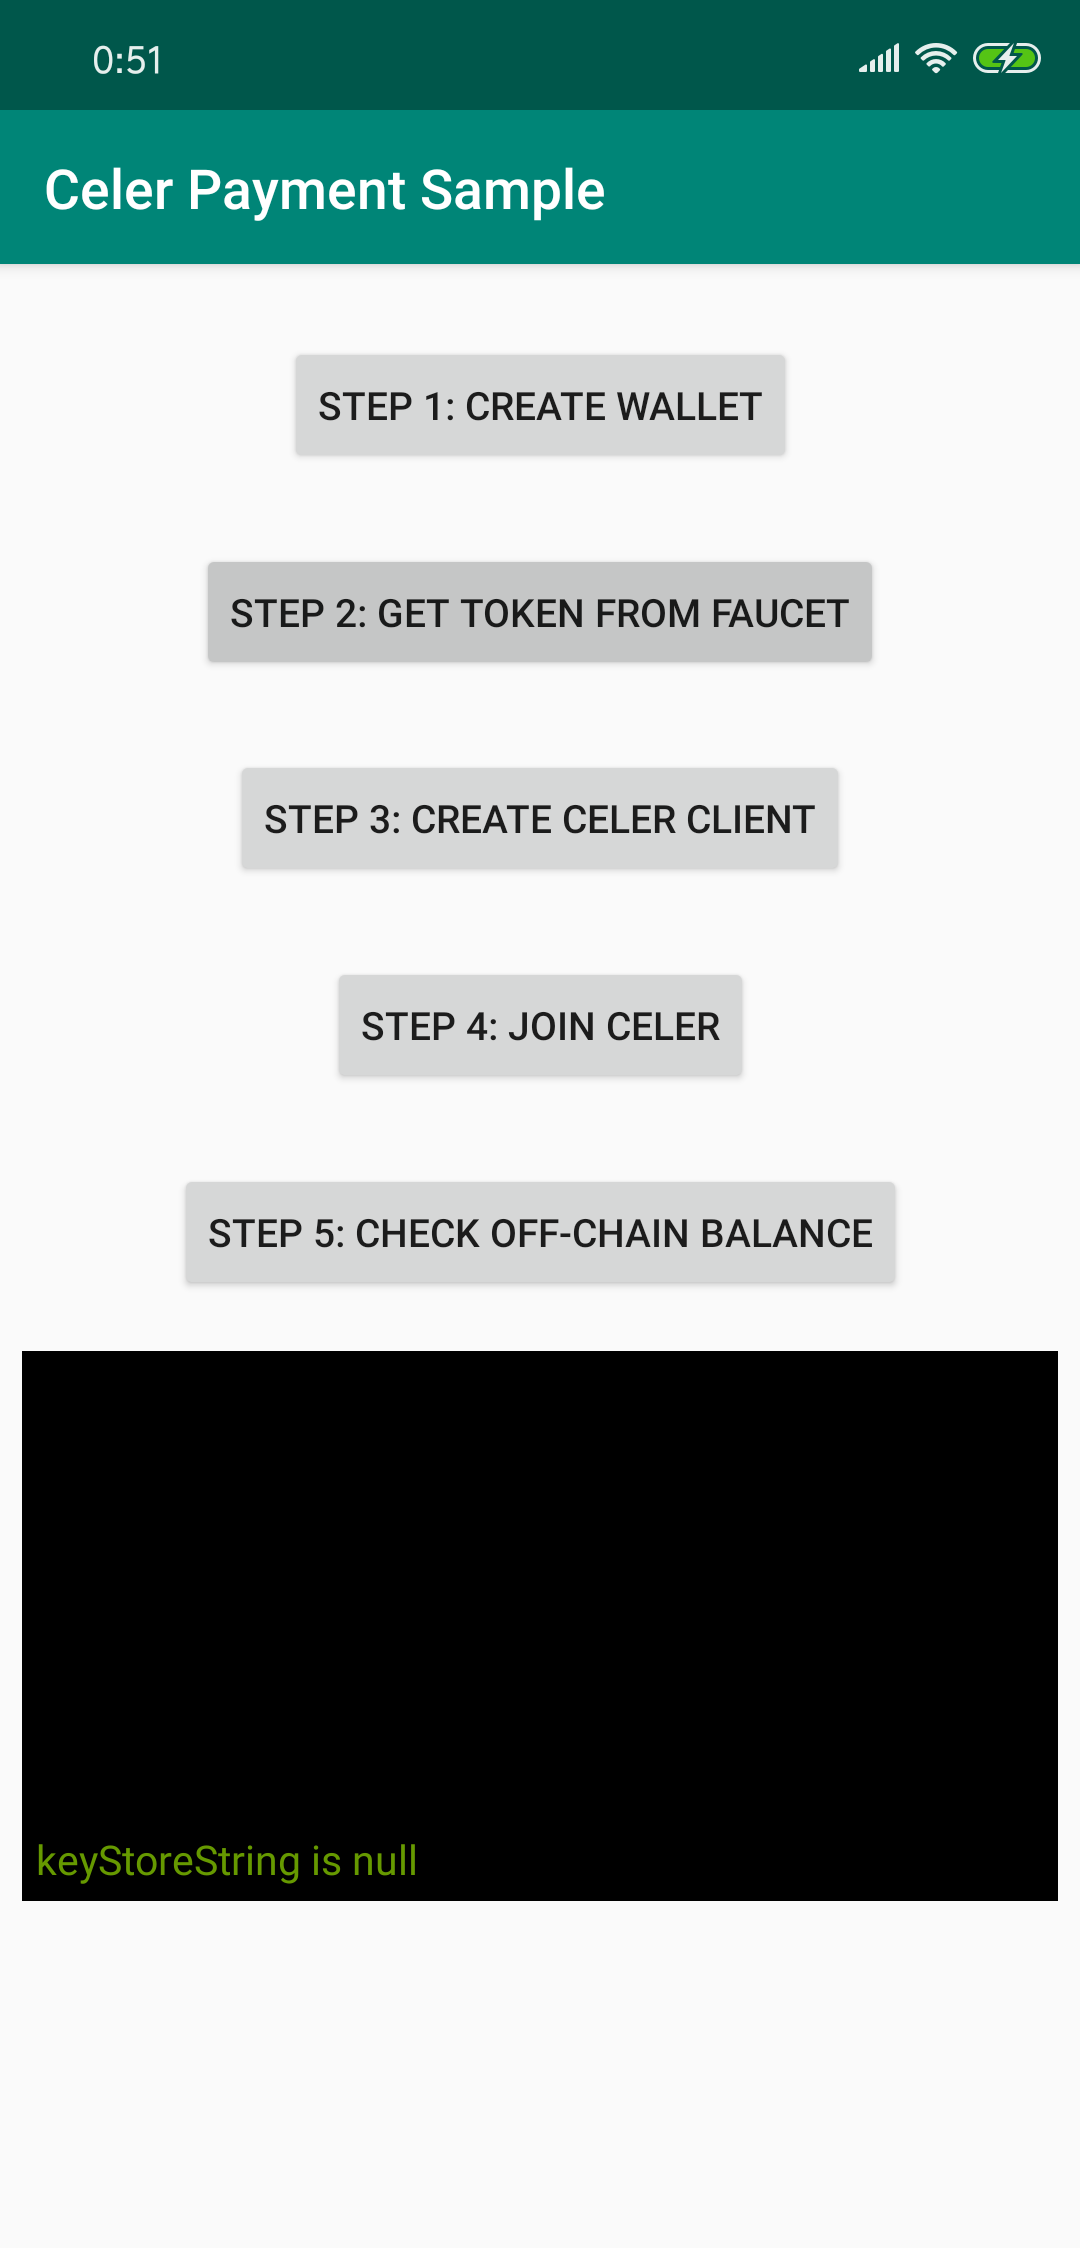 0:51
Celer Payment Sample
STEP 1: CREATE WALLET
STEP 2: GET TOKEN FROM FAUCET
STEP 3: CREATE CELER CLIENT
STEP 4: JOIN CELER
STEP 5: CHECK OFF-CHAIN BALANCE
keyStoreString is null